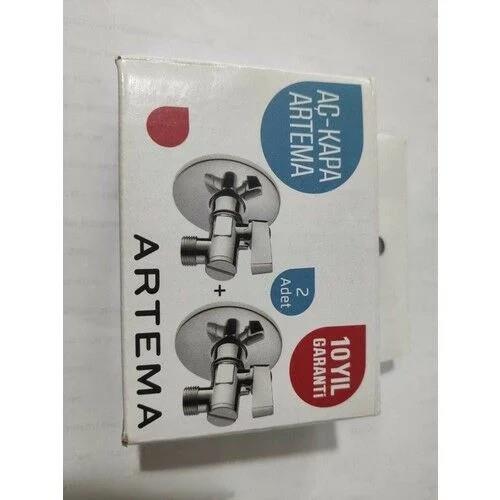 AÇ-KAPA
ARTEMA
2
Adet
+
10 YIL
GARANTİ
ARTEMA